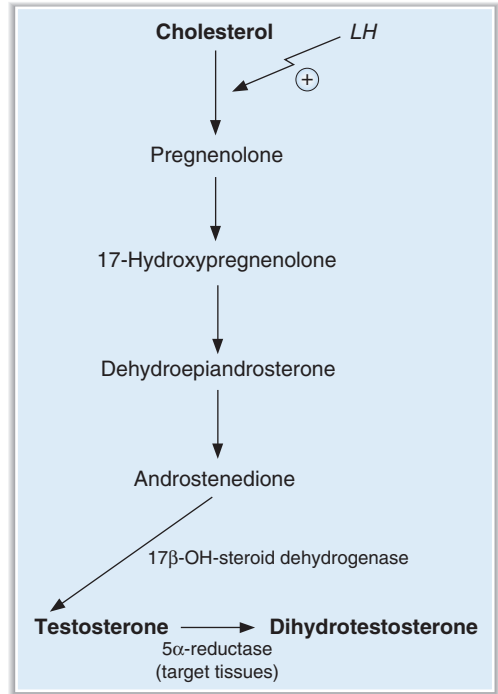 Cholesterol LH
+
Pregnenolone
17-Hydroxypregnenolone
Dehydroepiandrosterone
Androstenedione
17β-OH-steroid dehydrogenase
Testosterone Dihydrotestosterone
5α-reductase
(target tissues)